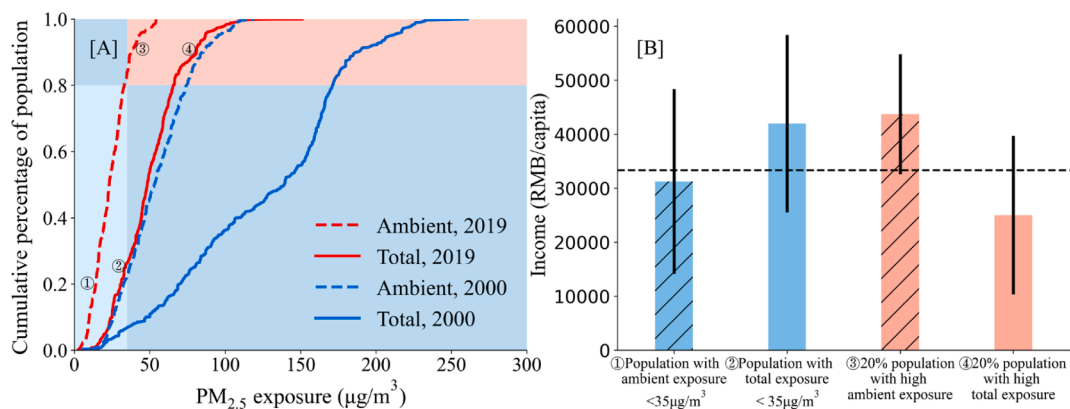 [A]
Cumulative percentage of population
1.0
0.8
0.6
0.4
0.2
0.0
①
②
③
④
Ambient, 2019
Total, 2019
Ambient, 2000
Total, 2000
0
50
100
150
200
250
300
PM2.5 exposure (μg/m³)
[B]
Income (RMB/capita)
60000
50000
40000
30000
20000
10000
0
①Population with
ambient exposure
<35μg/m³
②Population with
total exposure
<35μg/m³
③20% population
with high
ambient exposure
④20% population
with high
total exposure